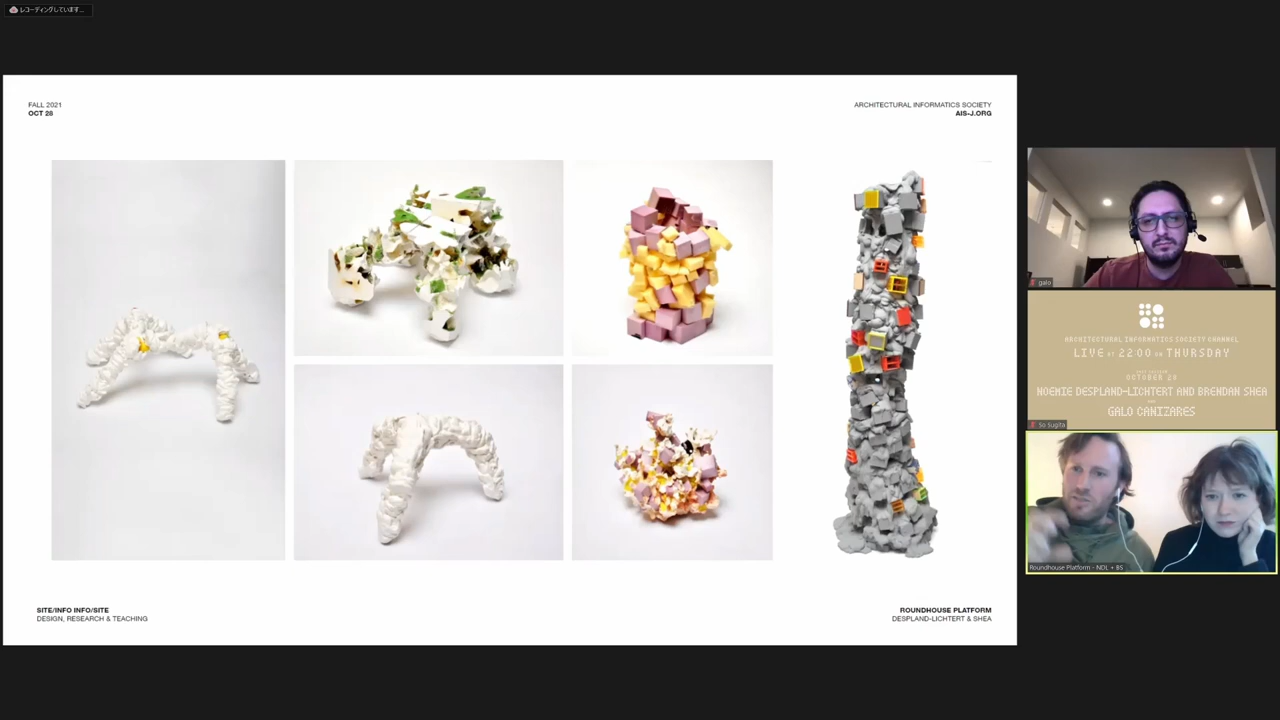 レコーディングしています...
FALL 2021
OCT 28
ARCHITECTURAL INFORMATICS SOCIETY
AIS-J.ORG
SITE/INFO INFO/SITE
DESIGN, RESEARCH & TEACHING
ROUNDHOUSE PLATFORM
DESPLAND-LICHTERT & SHEA
galo
ARCHITECTURAL INFORMATICS SOCIETY CHANNEL
LIVE AT 22:00 ON THURSDAY
OCTOBER 28
NOEMIE DESPLAND-LICHTERT AND BRENDAN SHEA
GALO CANIZARES
So Sugita
Roundhouse Platform - NDL + BS